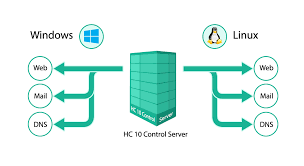 Windows
Linux
Web
Web
Mail
Mail
DNS
DNS
HC 10 Control
Server
HC 10 Control Server